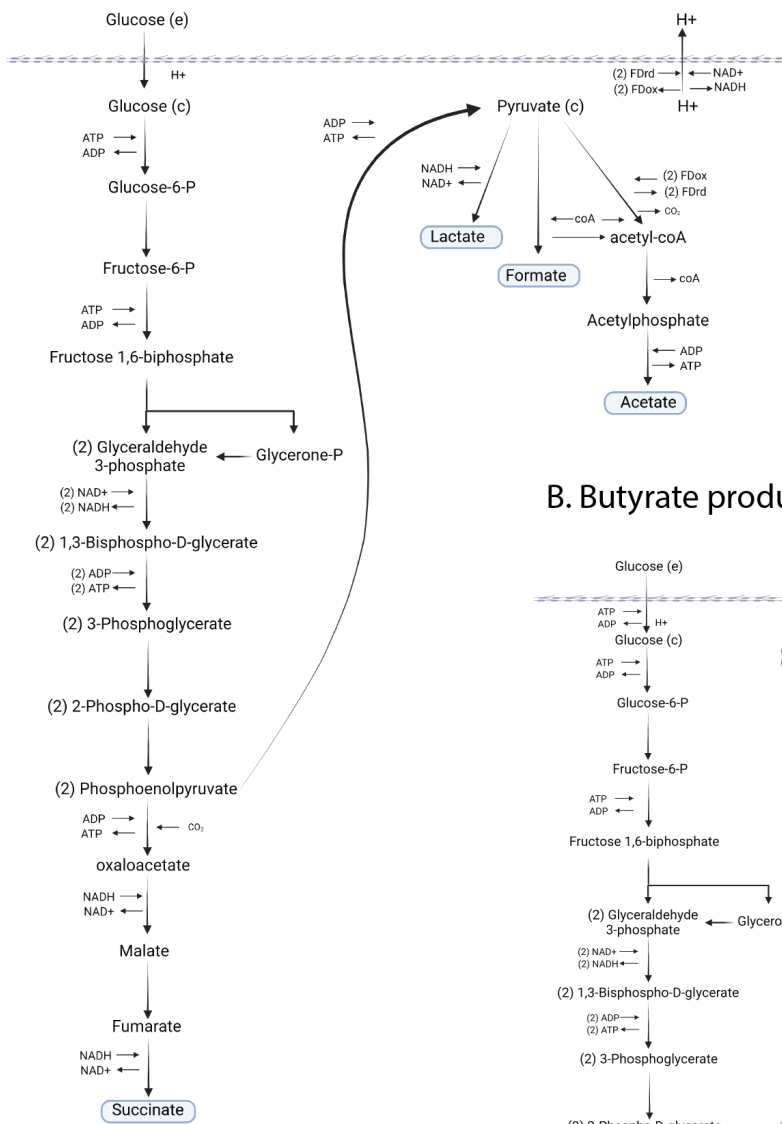 Glucose (e)
H+
Glucose (c)
ATP
ADP
Glucose-6-P
Fructose-6-P
ATP
ADP
Fructose 1,6-biphosphate
(2) Glyceraldehyde
3-phosphate
Glycerone-P
(2) NAD+
(2) NADH
(2) 1,3-Bisphospho-D-glycerate
(2) ADP
(2) ATP
(2) 3-Phosphoglycerate
(2) 2-Phospho-D-glycerate
(2) Phosphoenolpyruvate
ADP
ATP
CO₂
oxaloacetate
NADH
NAD+
Malate
Fumarate
NADH
NAD+
Succinate
ADP
ATP
Pyruvate (c)
H+
(2) FDrd
NAD+
(2) FDox
NADH
H+
NADH
NAD+
Lactate
Formate
(2) FDox
(2) FDrd
CO₂
coA
acetyl-coA
coA
Acetylphosphate
ADP
ATP
Acetate
B. Butyrate produ
Glucose (e)
ATP
ADP
H+
Glucose (c)
ATP
ADP
Glucose-6-P
Fructose-6-P
ATP
ADP
Fructose 1,6-biphosphate
(2) Glyceraldehyde
3-phosphate
Glycero
(2) NAD+
(2) NADH
(2) 1,3-Bisphospho-D-glycerate
(2) ADP
(2) ATP
(2) 3-Phosphoglycerate